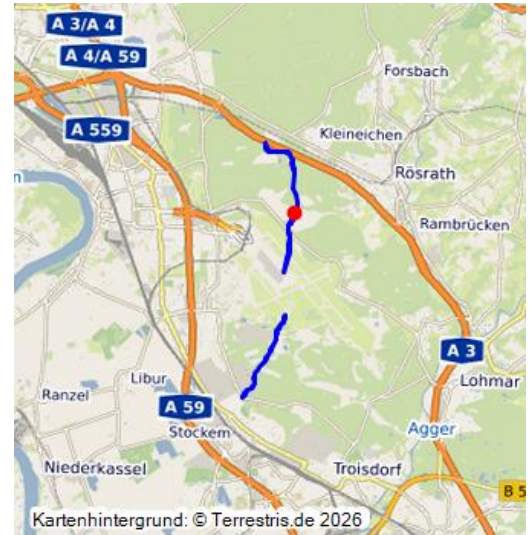 A 3/A 4
A 4/A 59
Forsbach
A 559
Kleineichen
Rösrath
Rambrücken
A 3
Libur
Lohmar
Ranzel
A 59
Stockem
Agger
Niederkassel
Troisdorf
B 5
Kartenhintergrund: © Terrestris.de 2026